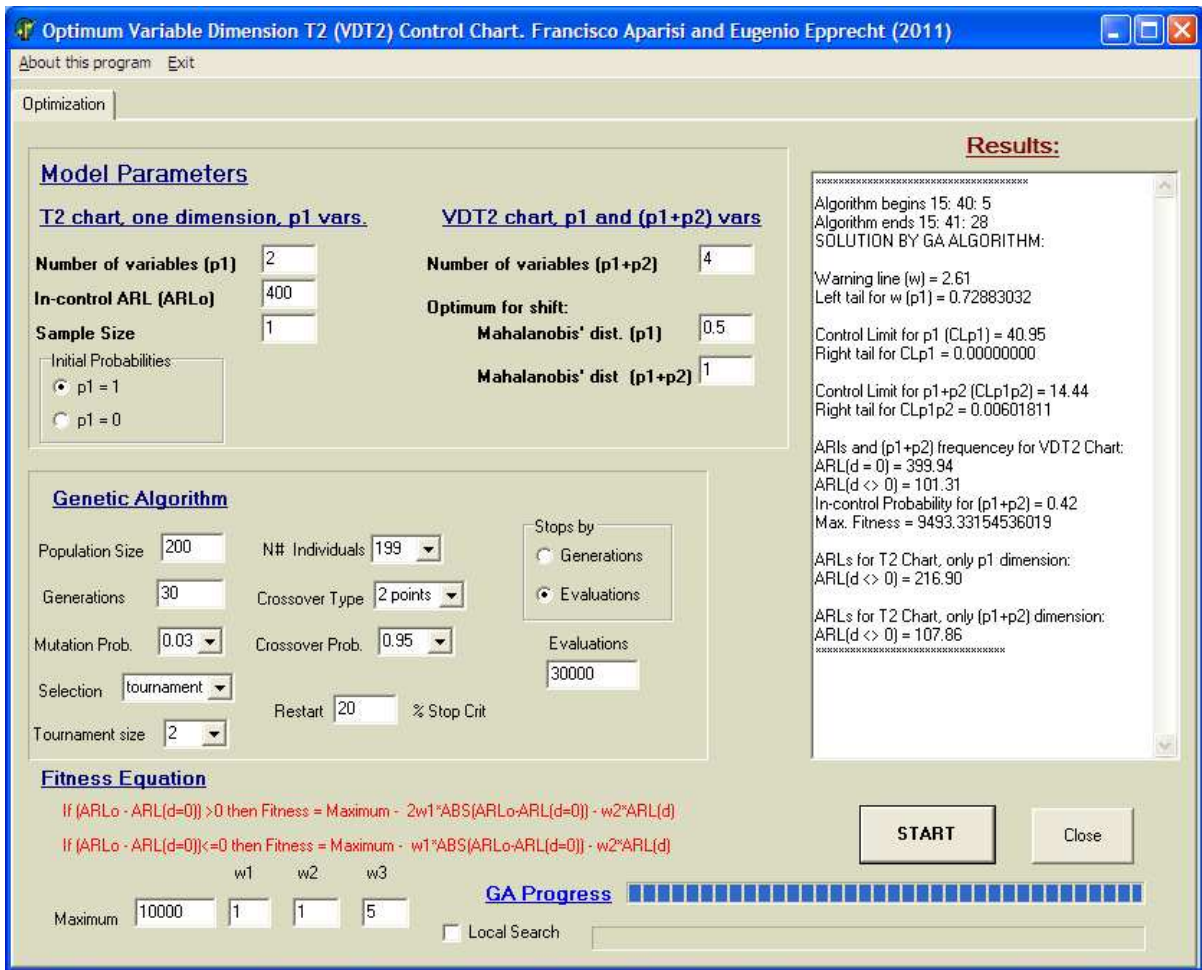 Optimum Variable Dimension T2 (VDT2) Control Chart. Francisco Aparisi and Eugenio Epprecht (2011)
About this program Exit
Optimization
Model Parameters
T2 chart, one dimension, p1 vars.
Number of variables (p1) 2
In-control ARL (ARLo) 400
Sample Size 1
Initial Probabilities
p1 = 1
p1 = 0
VDT2 chart, p1 and (p1+p2) vars
Number of variables (p1+p2) 4
Optimum for shift:
Mahalanobis' dist. (p1) 0.5
Mahalanobis' dist (p1+p2) 1
Genetic Algorithm
Population Size 200
Generations 30
Mutation Prob. 0.03
Selection tournament
Tournament size 2
N# Individuals 199
Crossover Type 2 points
Crossover Prob. 0.95
Restart 20 % Stop Crit
Stops by
Generations
Evaluations
Evaluations
30000
Fitness Equation
If (ARLo - ARL(d=0)) >0 then Fitness = Maximum - 2w1*ABS(ARLo-ARL(d=0)) - w2*ARL(d)
If (ARLo - ARL(d=0))<=0 then Fitness = Maximum - w1*ABS(ARLo-ARL(d=0)) - w2*ARL(d)
w1 w2 w3
Maximum 10000 1 1 5
GA Progress
Local Search
Results:
Algorithm begins 15: 40: 5
Algorithm ends 15: 41: 28
SOLUTION BY GA ALGORITHM:
Warning line (w) = 2.61
Left tail for w (p1) = 0.72883032
Control Limit for p1 (CLp1) = 40.95
Right tail for CLp1 = 0.00000000
Control Limit for p1+p2 (CLp1p2) = 14.44
Right tail for CLp1p2 = 0.00601811
ARls and (p1+p2) frequencey for VDT2 Chart:
ARL(d = 0) = 399.94
ARL(d <> 0) = 101.31
In-control Probability for (p1+p2) = 0.42
Max. Fitness = 9493.33154536019
ARLs for T2 Chart, only p1 dimension:
ARL(d <> 0) = 216.90
ARLs for T2 Chart, only (p1+p2) dimension:
ARL(d <> 0) = 107.86
START
Close